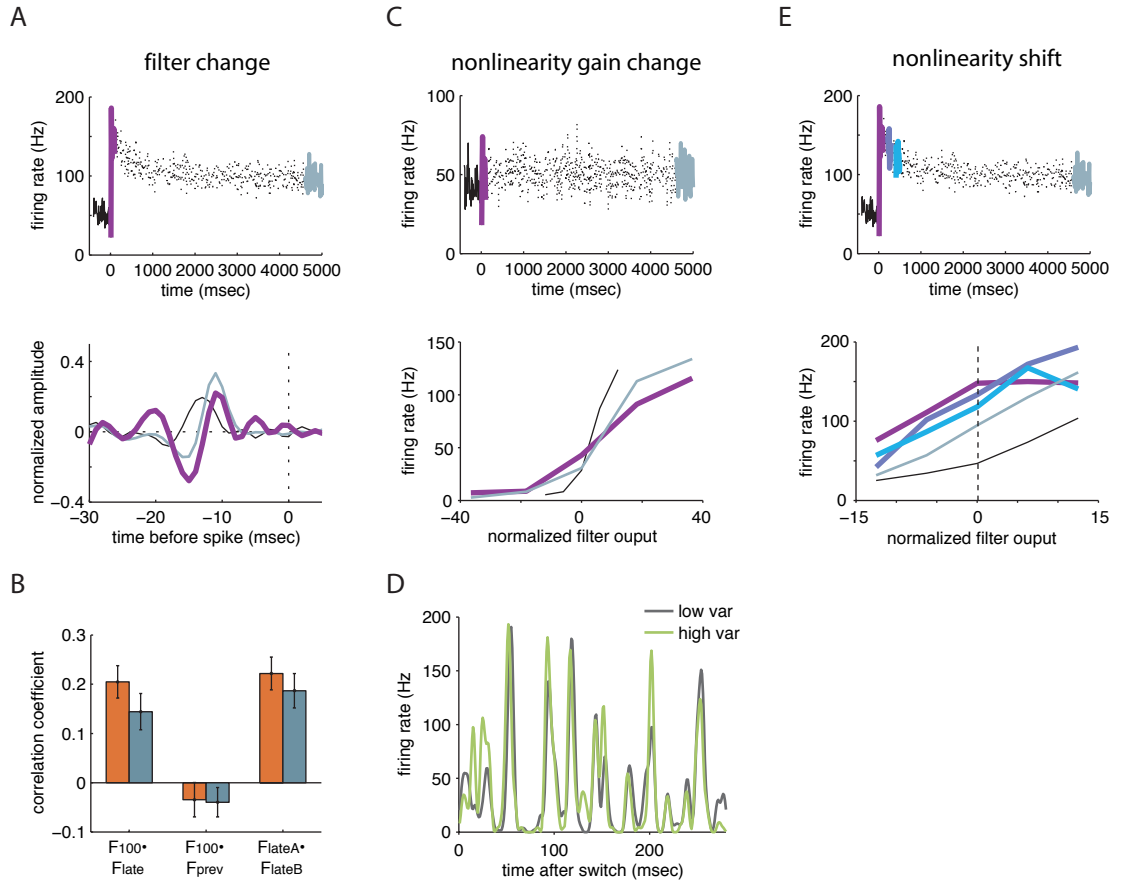 A
filter change
firing rate (Hz)
200
100
0
0 1000 2000 3000 4000 5000
time (msec)
normalized amplitude
0.4
0
−0.4
−30 −20 −10 0
time before spike (msec)
B
correlation coefficient
0.3
0.2
0.1
0
−0.1
F100• Flate
F100• Fprev
FlateA• FlateB
C
nonlinearity gain change
firing rate (Hz)
100
50
0
0 1000 2000 3000 4000 5000
time (msec)
firing rate (Hz)
150
100
50
0
−40 0 40
normalized filter ouput
D
firing rate (Hz
200
150
100
50
0
low var
high var
0 100 200
time after switch (msec)
E
nonlinearity shift
firing rate (Hz)
200
100
0
0 1000 2000 3000 4000 5000
time (msec)
firing rate (Hz)
200
100
0
−15 0 15
normalized filter ouput